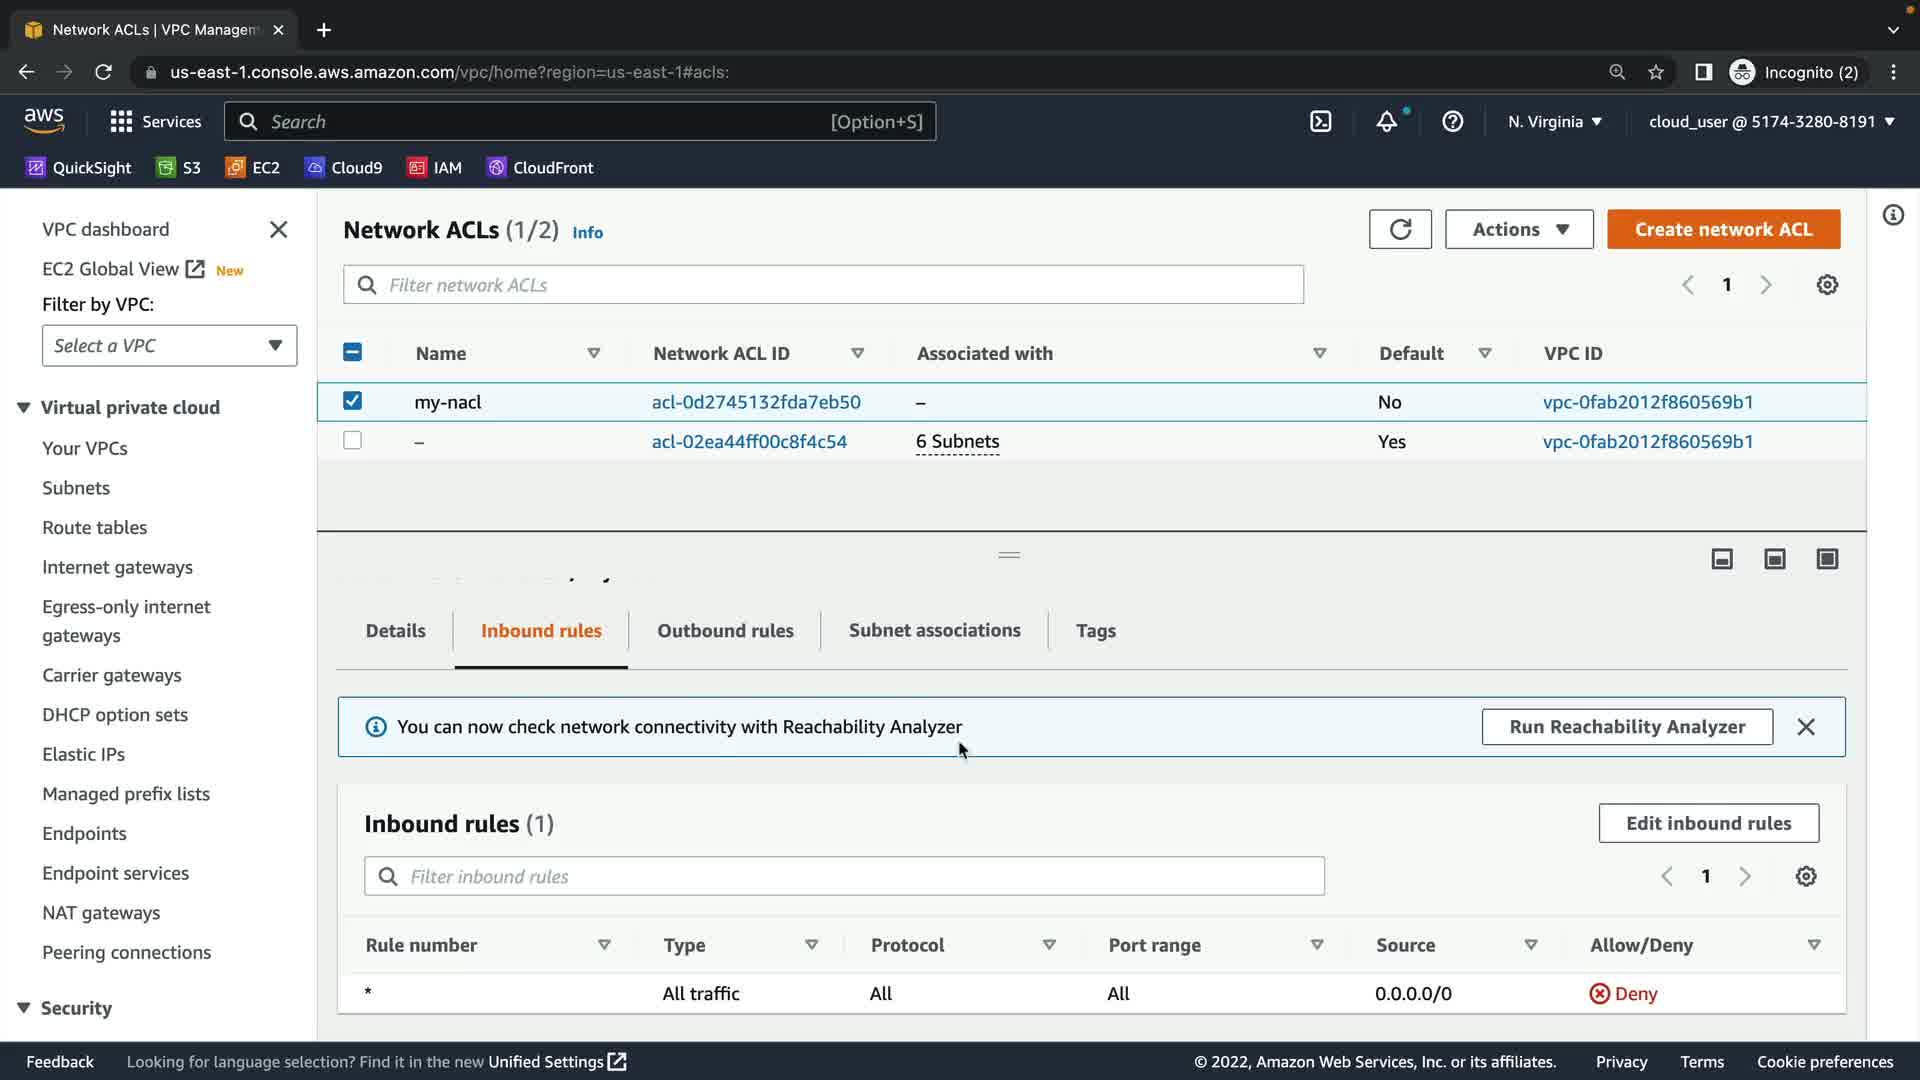 Network ACLs | VPC Managem
us-east-1.console.aws.amazon.com/vpc/home?region=us-east-1#acls:
Incognito (2)
aws
Services
Search
[Option+S]
N. Virginia
cloud_user @ 5174-3280-8191
QuickSight S3 EC2 Cloud9 IAM CloudFront
VPC dashboard
EC2 Global View New
Filter by VPC:
Select a VPC
Virtual private cloud
Your VPCs
Subnets
Route tables
Internet gateways
Egress-only internet
gateways
Carrier gateways
DHCP option sets
Elastic IPs
Managed prefix lists
Endpoints
Endpoint services
NAT gateways
Peering connections
Security
Network ACLs (1/2) Info
Actions
Create network ACL
Filter network ACLs
1
Name Network ACL ID Associated with Default VPC ID
my-nacl acl-0d2745132fda7eb50 – No vpc-0fab2012f860569b1
– acl-02ea44ff00c8f4c54 6 Subnets Yes vpc-0fab2012f860569b1
Details Inbound rules Outbound rules Subnet associations Tags
You can now check network connectivity with Reachability Analyzer
Run Reachability Analyzer
Inbound rules (1)
Edit inbound rules
Filter inbound rules
1
Rule number Type Protocol Port range Source Allow/Deny
* All traffic All All 0.0.0.0/0 Deny
Feedback
Looking for language selection? Find it in the new Unified Settings
© 2022, Amazon Web Services, Inc. or its affiliates.
Privacy Terms Cookie preferences